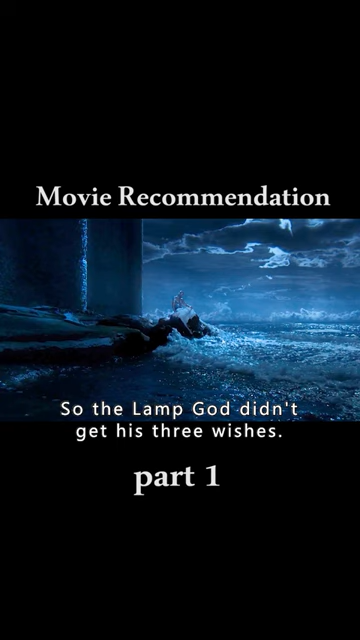 Movie Recommendation
So the Lamp God didn't
get his three wishes.
part 1